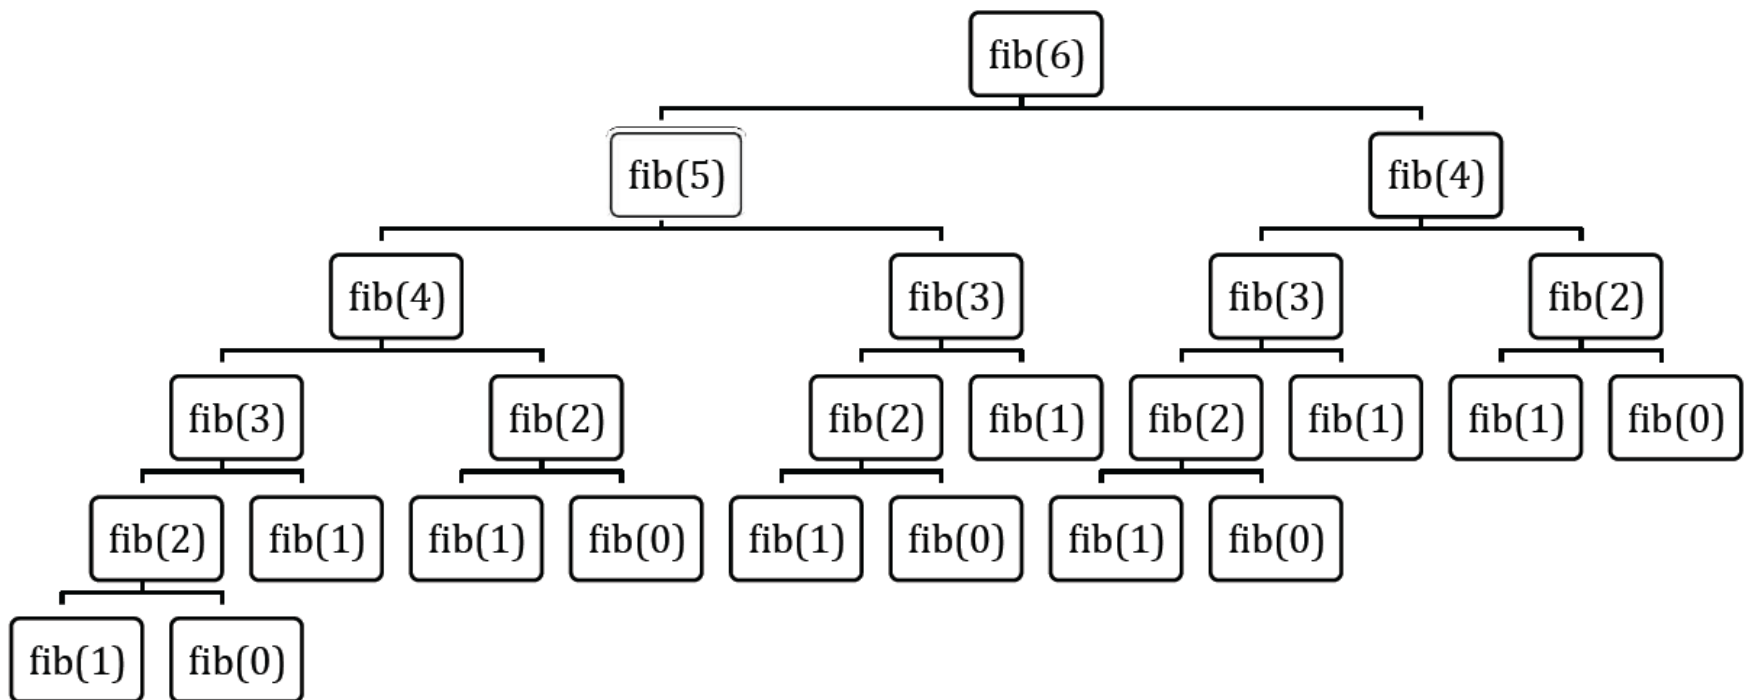 fib(6)
fib(5) fib(4)
fib(4) fib(3) fib(3) fib(2)
fib(3) fib(2) fib(2) fib(1) fib(2) fib(1) fib(1) fib(0)
fib(2) fib(1) fib(1) fib(0) fib(1) fib(0) fib(1) fib(0)
fib(1) fib(0)